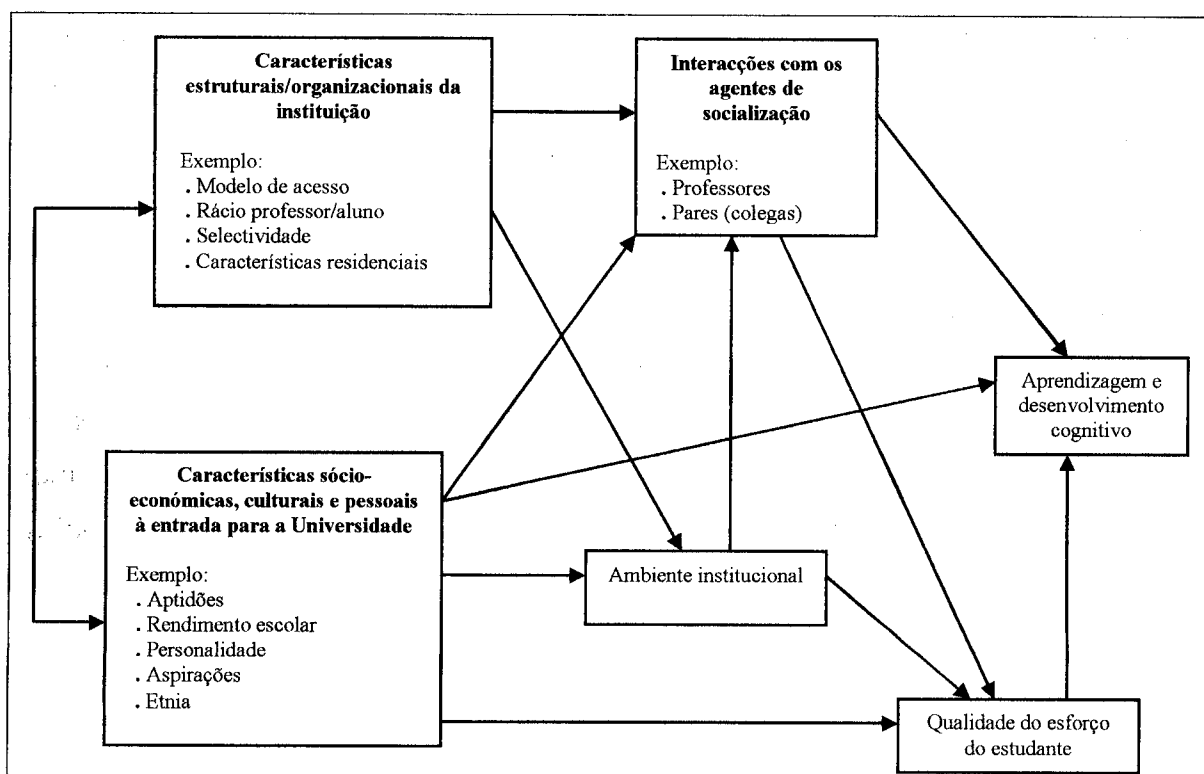 Características
estruturais/organizacionais da
instituição
Exemplo:
. Modelo de acesso
. Rácio professor/aluno
. Selectividade
. Características residenciais
Interacções com os
agentes de
socialização
Exemplo:
. Professores
. Pares (colegas)
Aprendizagem e
desenvolvimento
cognitivo
Características sócio-
económicas, culturais e pessoais
à entrada para a Universidade
Exemplo:
. Aptidões
. Rendimento escolar
. Personalidade
. Aspirações
. Etnia
Ambiente institucional
Qualidade do esforço
do estudante